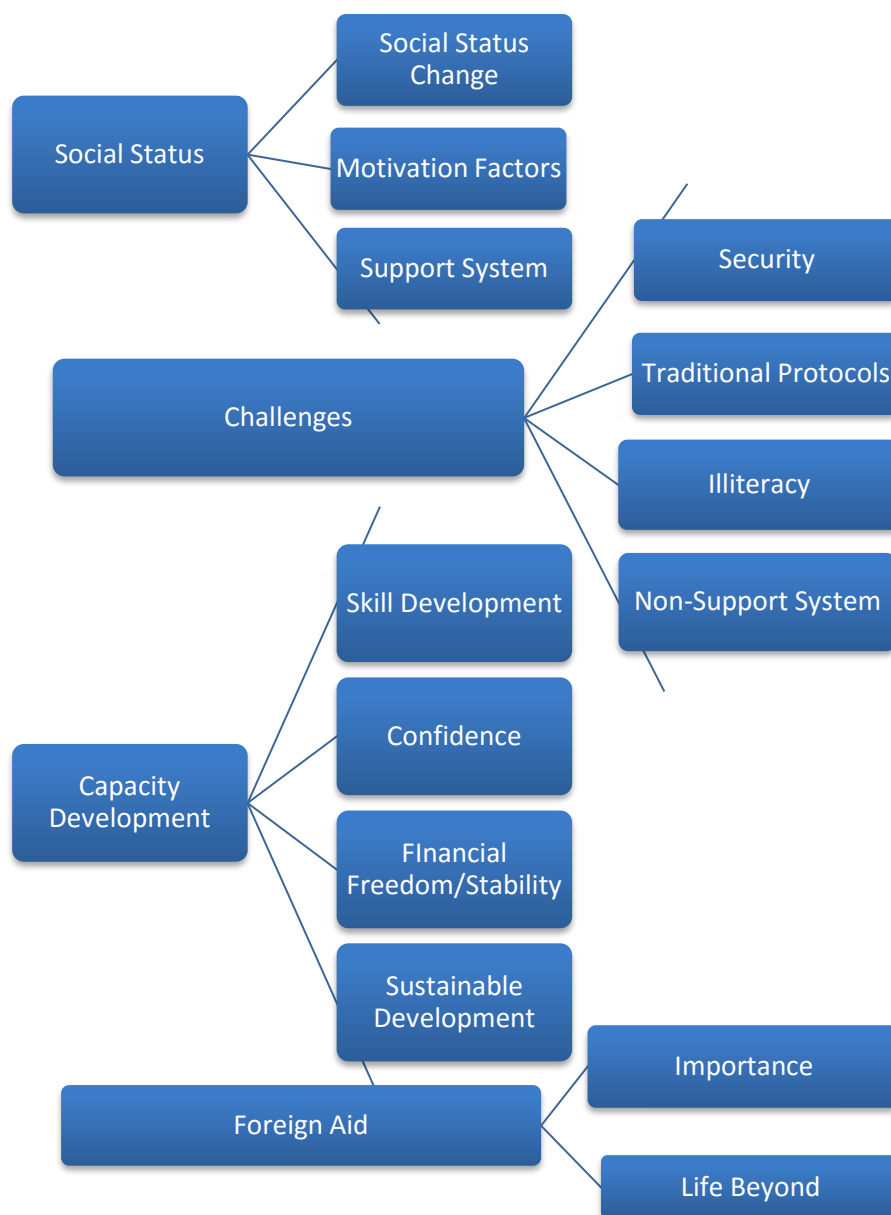 Social Status
Social Status
Change
Motivation Factors
Support System
Challenges
Security
Traditional Protocols
Illiteracy
Non-Support System
Capacity
Development
Skill Development
Confidence
FInancial
Freedom/Stability
Sustainable
Development
Foreign Aid
Importance
Life Beyond